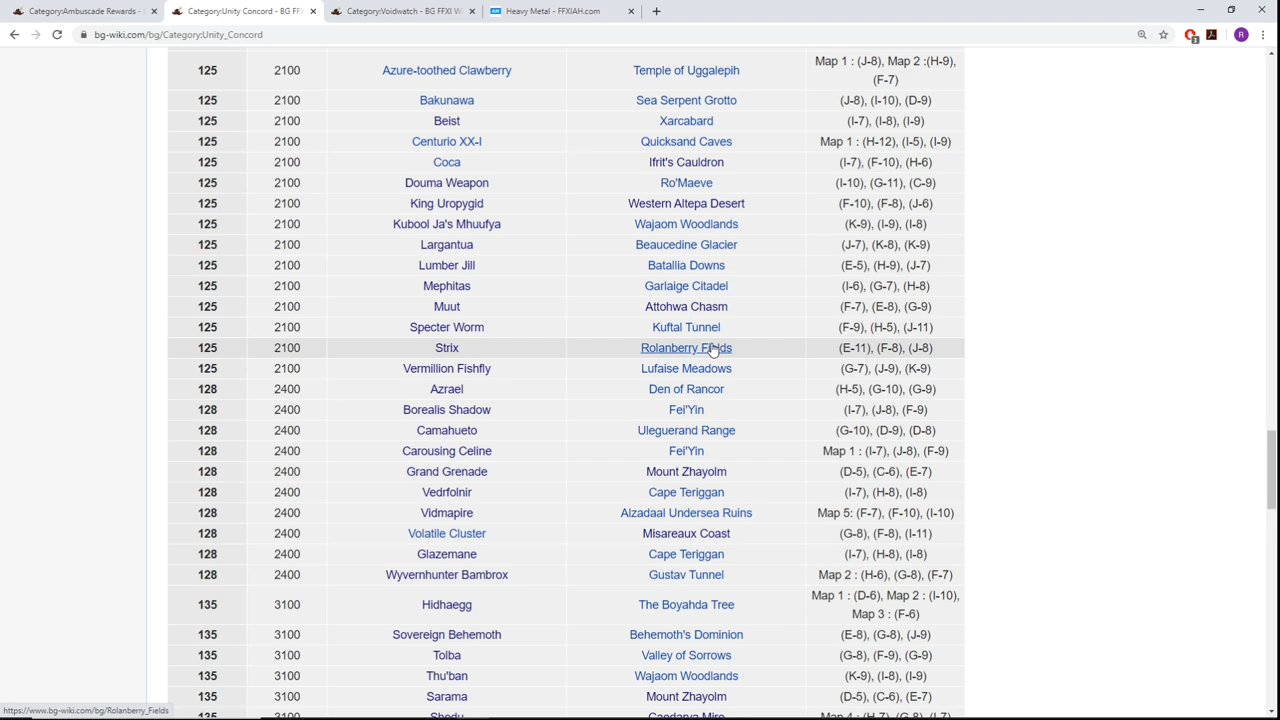 Category:Ambuscade Rewards -
Category:Unity Concord - BG FFX
Category:Voidwatch - BG FFXI W
AH Heavy Metal - FFXIAH.com
bg-wiki.com/bg/Category:Unity_Concord
1
R
125 2100 Azure-toothed Clawberry Temple of Uggalepih Map 1 : (J-8), Map 2 :(H-9),
(F-7)
125 2100 Bakunawa Sea Serpent Grotto (J-8), (I-10), (D-9)
125 2100 Beist Xarcabard (I-7), (I-8), (I-9)
125 2100 Centurio XX-I Quicksand Caves Map 1 : (H-12), (I-5), (I-9)
125 2100 Coca Ifrit's Cauldron (I-7), (F-10), (H-6)
125 2100 Douma Weapon Ro'Maeve (I-10), (G-11), (C-9)
125 2100 King Uropygid Western Altepa Desert (F-10), (F-8), (J-6)
125 2100 Kubool Ja's Mhuufya Wajaom Woodlands (K-9), (I-9), (I-8)
125 2100 Largantua Beaucedine Glacier (J-7), (K-8), (K-9)
125 2100 Lumber Jill Batallia Downs (E-5), (H-9), (J-7)
125 2100 Mephitas Garlaige Citadel (I-6), (G-7), (H-8)
125 2100 Muut Attohwa Chasm (F-7), (E-8), (G-9)
125 2100 Specter Worm Kuftal Tunnel (F-9), (H-5), (J-11)
125 2100 Strix Rolanberry Fields (E-11), (F-8), (J-8)
125 2100 Vermillion Fishfly Lufaise Meadows (G-7), (J-9), (K-9)
128 2400 Azrael Den of Rancor (H-5), (G-10), (G-9)
128 2400 Borealis Shadow Fei'Yin (I-7), (J-8), (F-9)
128 2400 Camahueto Uleguerand Range (G-10), (D-9), (D-8)
128 2400 Carousing Celine Fei'Yin Map 1 : (I-7), (J-8), (F-9)
128 2400 Grand Grenade Mount Zhayolm (D-5), (C-6), (E-7)
128 2400 Vedrfolnir Cape Teriggan (I-7), (H-8), (I-8)
128 2400 Vidmapire Alzadaal Undersea Ruins Map 5: (F-7), (F-10), (I-10)
128 2400 Volatile Cluster Misareaux Coast (G-8), (F-8), (I-11)
128 2400 Glazemane Cape Teriggan (I-7), (H-8), (I-8)
128 2400 Wyvernhunter Bambrox Gustav Tunnel Map 2 : (H-6), (G-8), (F-7)
135 3100 Hidhaegg The Boyahda Tree Map 1 : (D-6), Map 2 : (I-10),
Map 3 : (F-6)
135 3100 Sovereign Behemoth Behemoth's Dominion (E-8), (G-8), (J-9)
135 3100 Tolba Valley of Sorrows (G-8), (F-9), (G-9)
135 3100 Thu'ban Wajaom Woodlands (K-9), (I-8), (I-9)
135 3100 Sarama Mount Zhayolm (D-5), (C-6), (E-7)
135 3100 Shedu Caedarva Mire Map 4 : (H-7), (G-8), (I-7)
https://www.bg-wiki.com/bg/Rolanberry_Fields